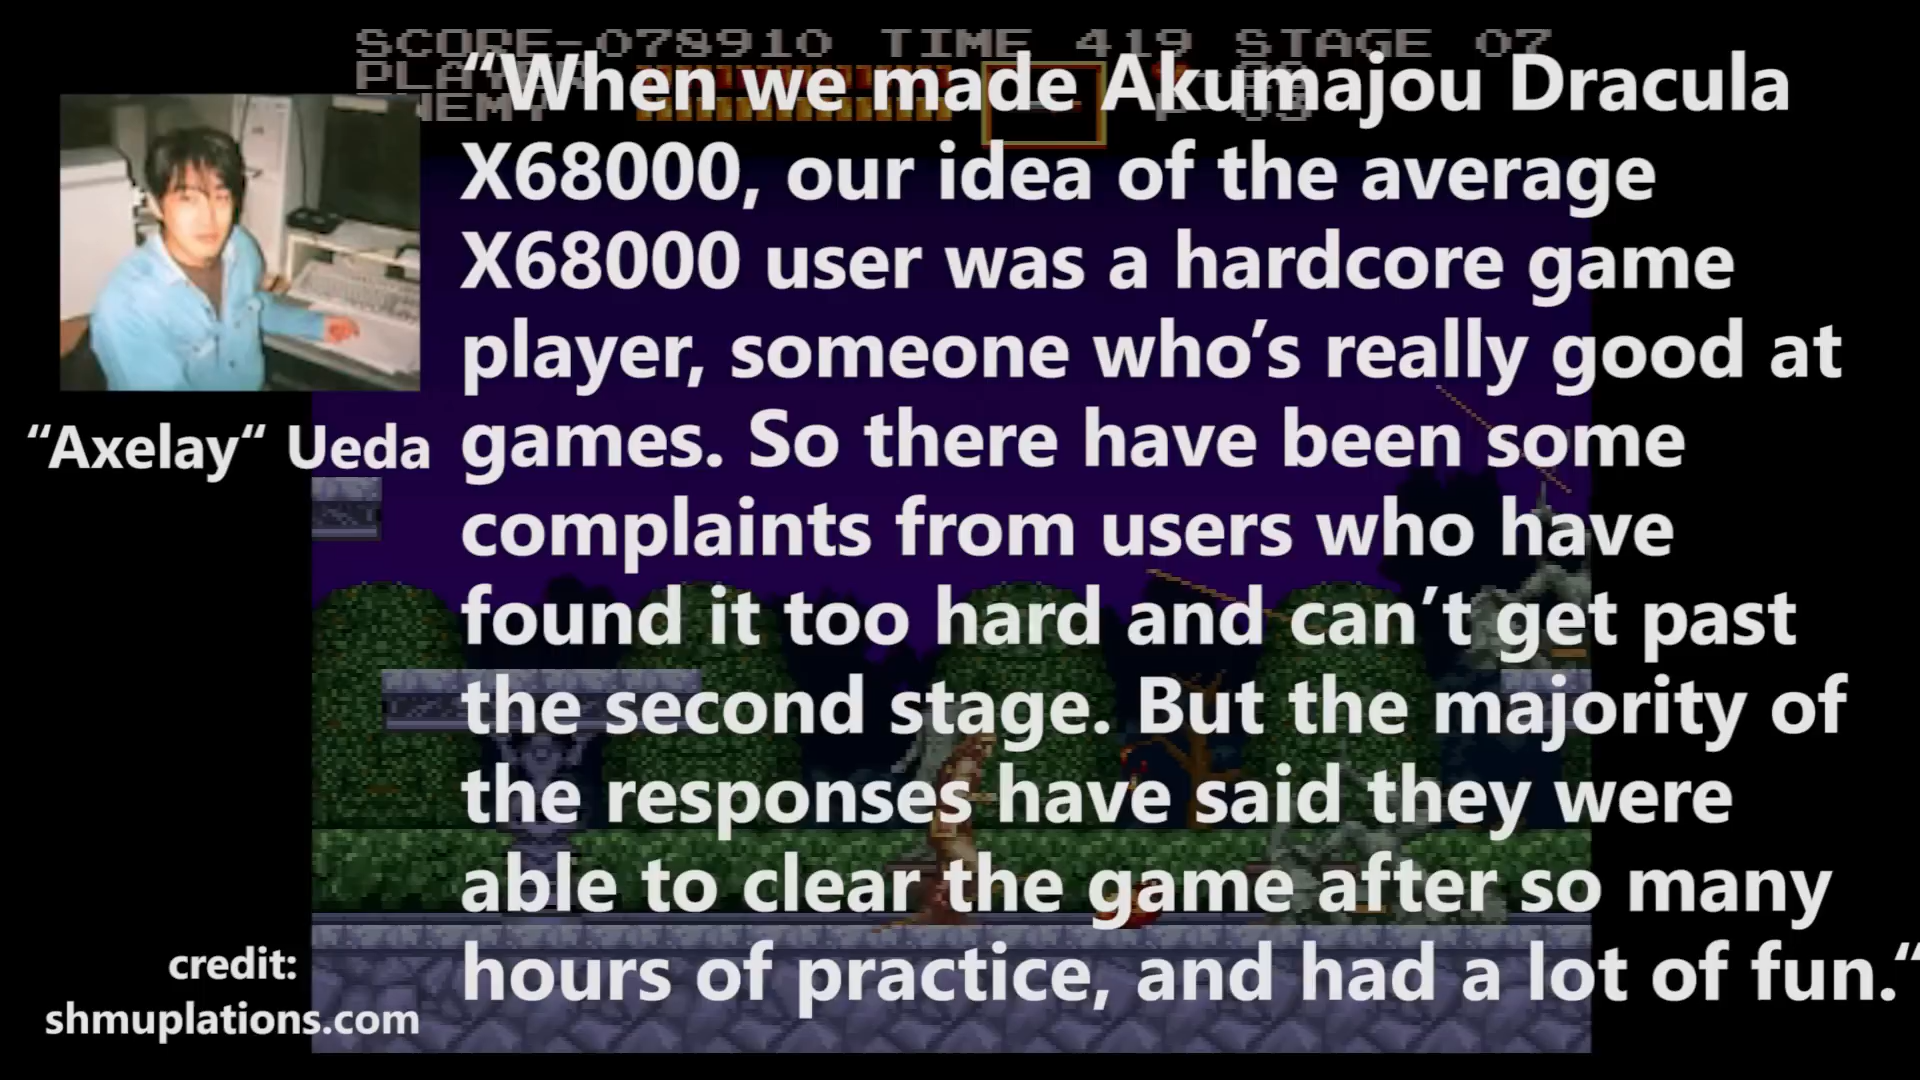 SCORE-078910 TIME 419 STAGE 07
PLAYER
ENEMY
“When we made Akumajou Dracula
X68000, our idea of the average
X68000 user was a hardcore game
player, someone who’s really good at
games. So there have been some
complaints from users who have
found it too hard and can’t get past
the second stage. But the majority of
the responses have said they were
able to clear the game after so many
hours of practice, and had a lot of fun.“
“Axelay“ Ueda
credit:
shmuplations.com